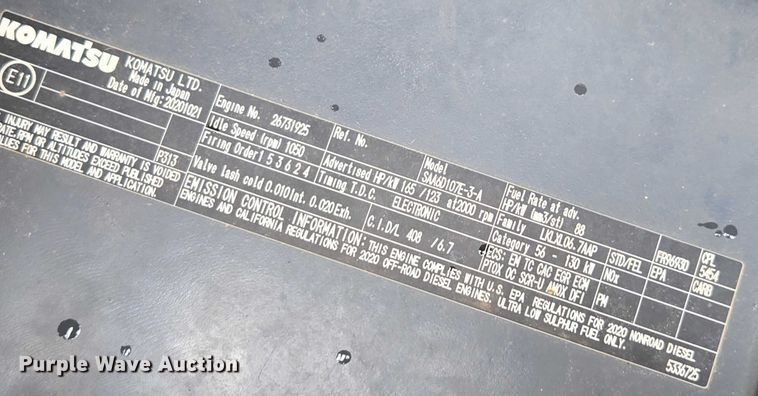 KOMATSU KOMATSU LTD.
Made in Japan
Date of Mfg:20201021
E11
P313
INJURY MAY RESULT AND WARRANTY IS VOIDED
RATE.RPM OR ALTITUDES EXCEED PUBLISHED
VALUES FOR THIS MODEL AND APPLICATION.
Engine No. 26731925
Idle Speed (rpm) 1050
Firing Order 1 5 3 6 2 4
Valve lash cold 0.010Int. 0.020Exh.
Ref. No.
Advertised HP/kW 165 /123 at2000 rpm
Timing T.D.C. ELECTRONIC
C.I.D/L 408 /6.7
Model
SAA6D107E-3-A
Fuel Rate at adv.
HP/kW (mm3/st) 88
Family LKLXL06.7AAP
Category 56 - 130 kW
ECS: EM TC CAC EGR ECM
PTOX OC SCR-U AMOX DFI
STD/FEL
NOx
PM
FR96930
EPA
CPL
5454
CARB
EMISSION CONTROL INFORMATION: THIS ENGINE COMPLIES WITH U.S. EPA REGULATIONS FOR 2020 NONROAD DIESEL
ENGINES AND CALIFORNIA REGULATIONS FOR 2020 OFF-ROAD DIESEL ENGINES. ULTRA LOW SULPHUR FUEL ONLY.
5336725
Purple Wave Auction